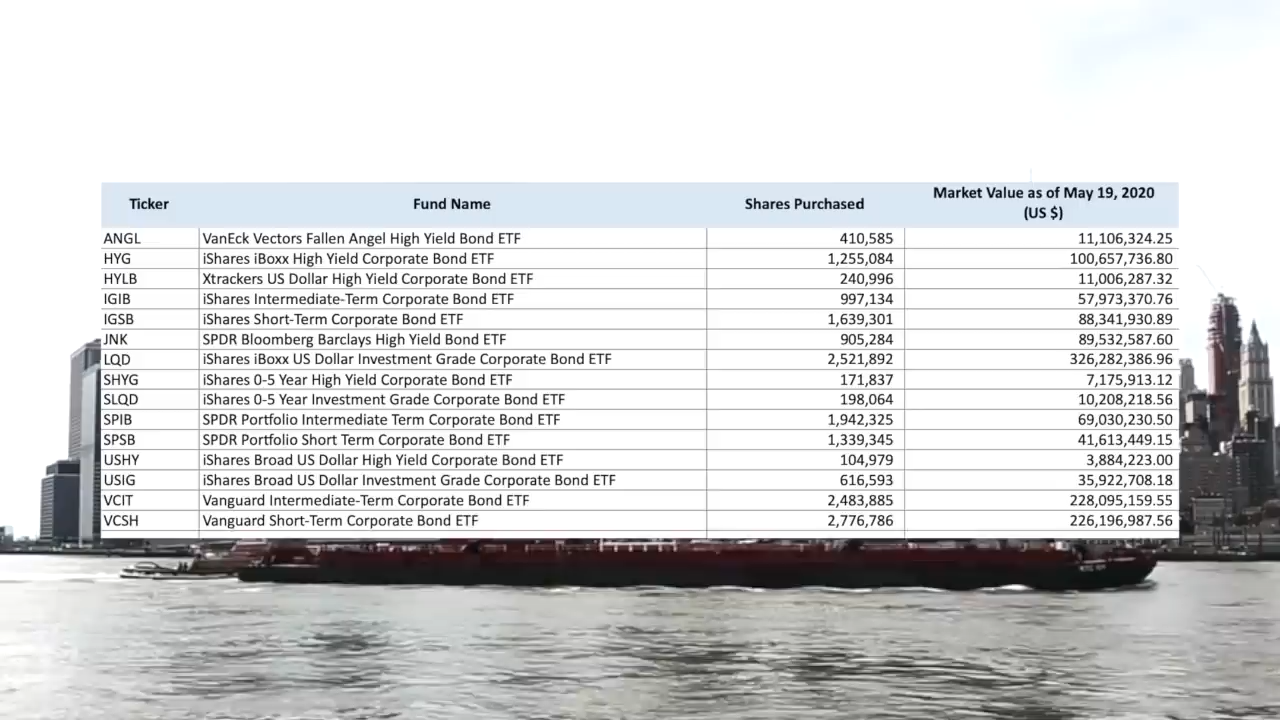 Ticker Fund Name Shares Purchased Market Value as of May 19, 2020
(US $)
ANGL VanEck Vectors Fallen Angel High Yield Bond ETF 410,585 11,106,324.25
HYG iShares iBoxx High Yield Corporate Bond ETF 1,255,084 100,657,736.80
HYLB Xtrackers US Dollar High Yield Corporate Bond ETF 240,996 11,006,287.32
IGIB iShares Intermediate-Term Corporate Bond ETF 997,134 57,973,370.76
IGSB iShares Short-Term Corporate Bond ETF 1,639,301 88,341,930.89
JNK SPDR Bloomberg Barclays High Yield Bond ETF 905,284 89,532,587.60
LQD iShares iBoxx US Dollar Investment Grade Corporate Bond ETF 2,521,892 326,282,386.96
SHYG iShares 0-5 Year High Yield Corporate Bond ETF 171,837 7,175,913.12
SLQD iShares 0-5 Year Investment Grade Corporate Bond ETF 198,064 10,208,218.56
SPIB SPDR Portfolio Intermediate Term Corporate Bond ETF 1,942,325 69,030,230.50
SPSB SPDR Portfolio Short Term Corporate Bond ETF 1,339,345 41,613,449.15
USHY iShares Broad US Dollar High Yield Corporate Bond ETF 104,979 3,884,223.00
USIG iShares Broad US Dollar Investment Grade Corporate Bond ETF 616,593 35,922,708.18
VCIT Vanguard Intermediate-Term Corporate Bond ETF 2,483,885 228,095,159.55
VCSH Vanguard Short-Term Corporate Bond ETF 2,776,786 226,196,987.56